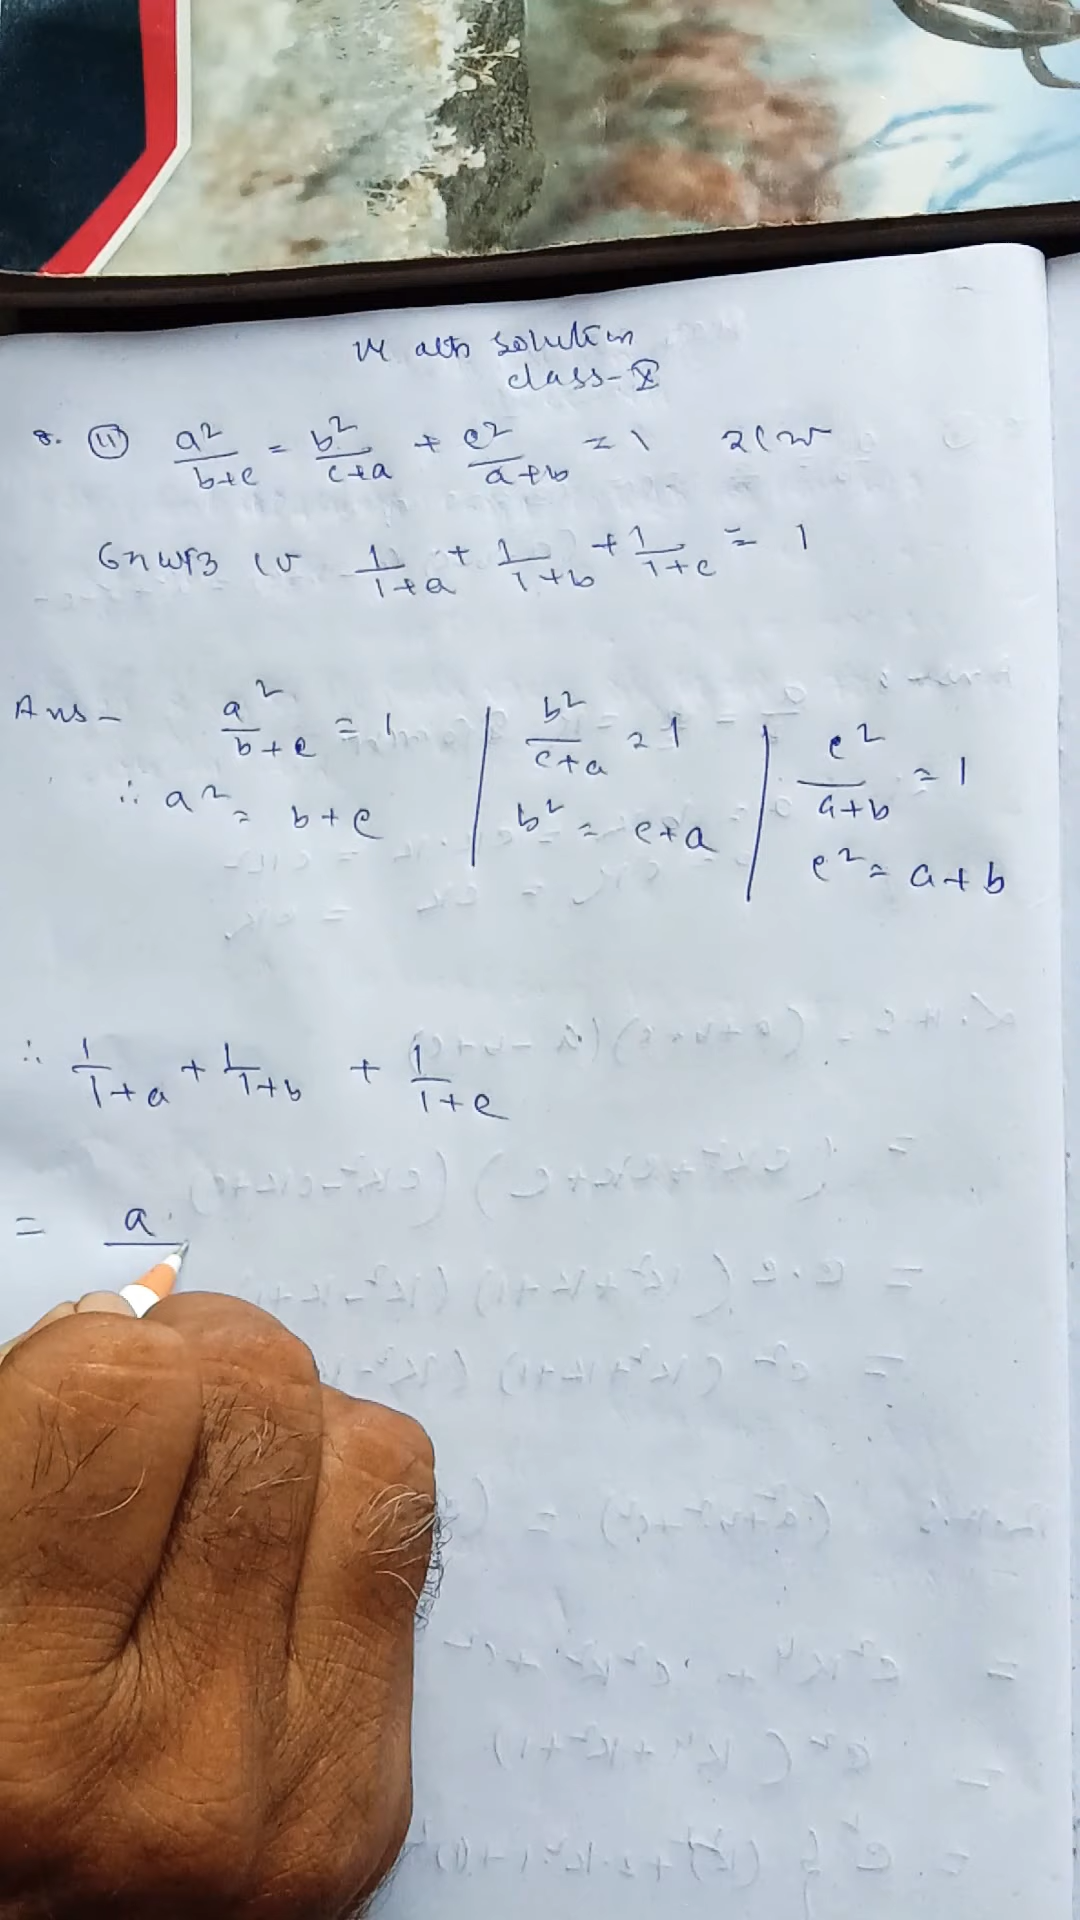 Maths solution
class-X
8. (ii) a²/b+c = b²/c+a + c²/a+b = 1 হলে
দেখাও যে 1/1+a + 1/1+b + 1/1+c = 1
Ans- a²/b+c = 1 | b²/c+a = 1 | c²/a+b = 1
∴ a² = b+c | b² = c+a | c² = a+b
∴ 1/1+a + 1/1+b + 1/1+c
= a